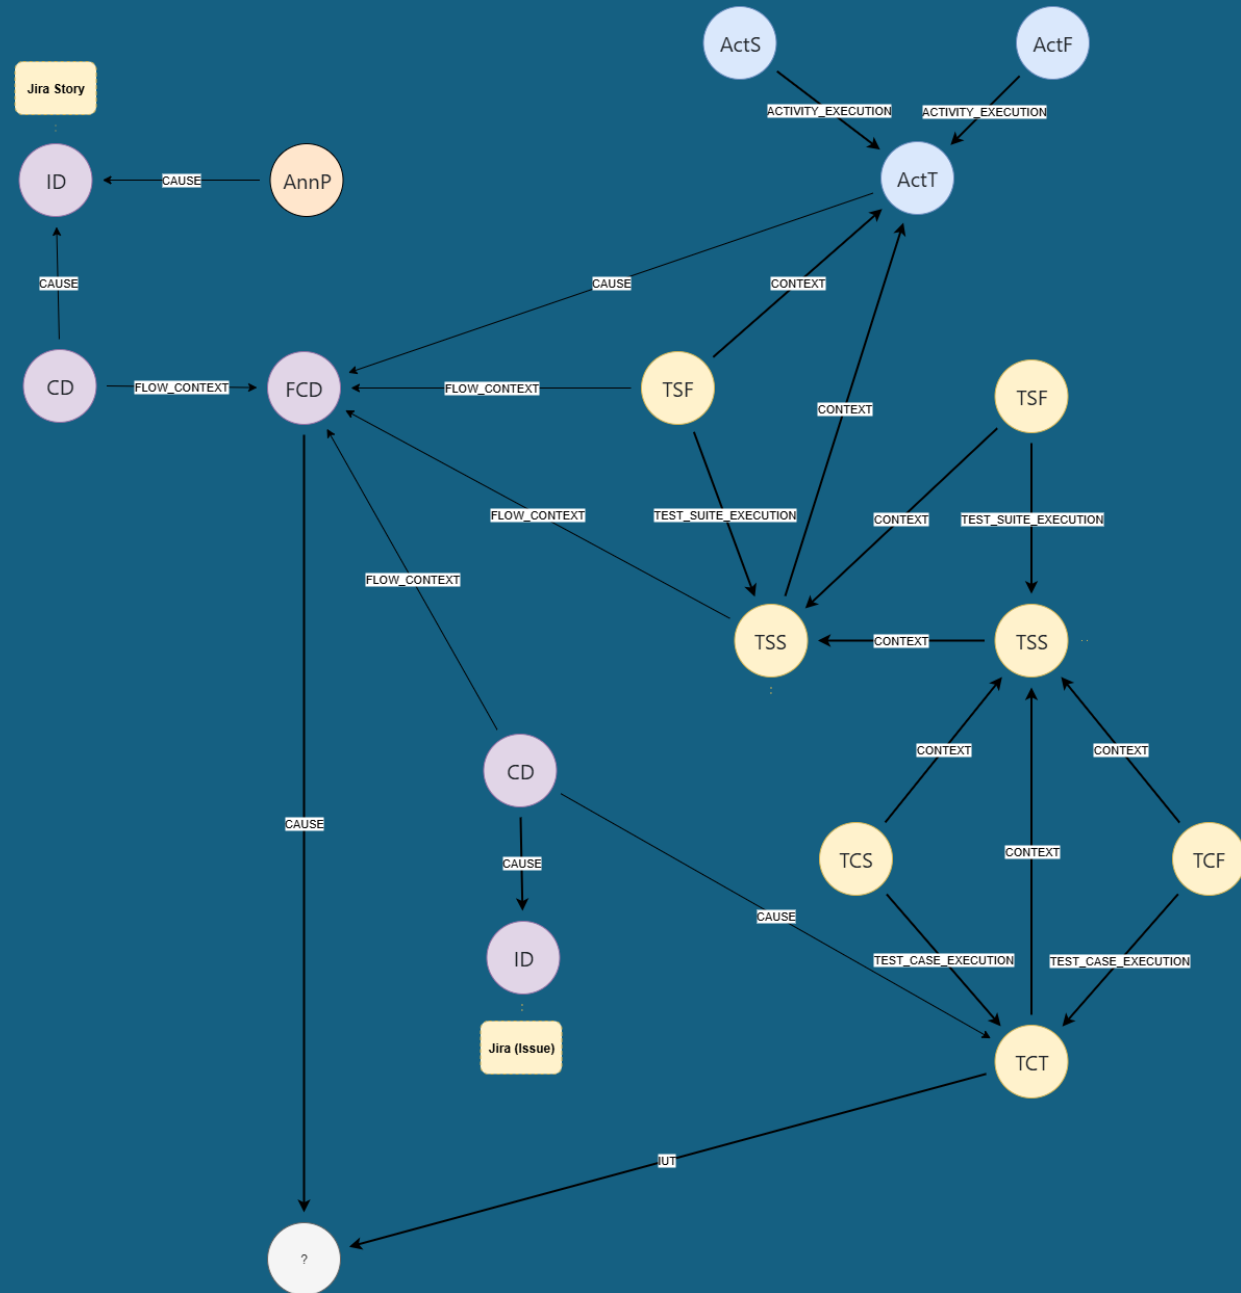 ActS
ActF
Jira Story
ACTIVITY_EXECUTION
ACTIVITY_EXECUTION
ID
CAUSE
AnnP
ActT
CAUSE
CAUSE
CONTEXT
CD
FLOW_CONTEXT
FCD
FLOW_CONTEXT
TSF
TSF
CONTEXT
FLOW_CONTEXT
TEST_SUITE_EXECUTION
CONTEXT
TEST_SUITE_EXECUTION
FLOW_CONTEXT
TSS
CONTEXT
TSS
CD
CONTEXT
CONTEXT
CAUSE
CAUSE
TCS
CONTEXT
TCF
CAUSE
ID
TEST_CASE_EXECUTION
TEST_CASE_EXECUTION
Jira (Issue)
TCT
IUT
?